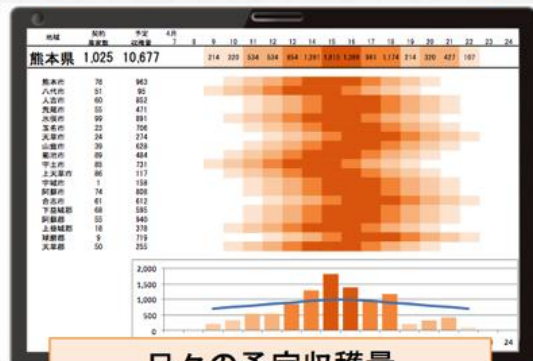 地域 契約農家数 予定収穫量 4月
7 8 9 10 11 12 13 14 15 16 17 18 19 20 21 22 23 24
熊本県 1,025 10,677 214 320 534 534 854 1,281 1,815 1,388 961 1,174 214 320 427 107
熊本市 78 963
八代市 51 95
人吉市 60 852
荒尾市 55 471
水俣市 99 891
玉名市 23 706
天草市 24 274
山鹿市 39 628
菊池市 89 484
宇土市 85 731
上天草市 86 117
宇城市 1 158
阿蘇市 74 808
合志市 61 612
下益城郡 68 595
阿蘇郡 55 940
上益城郡 18 378
球磨郡 9 719
天草郡 50 255
2,000
1,500
1,000
500
0
24
日々の予定収穫量